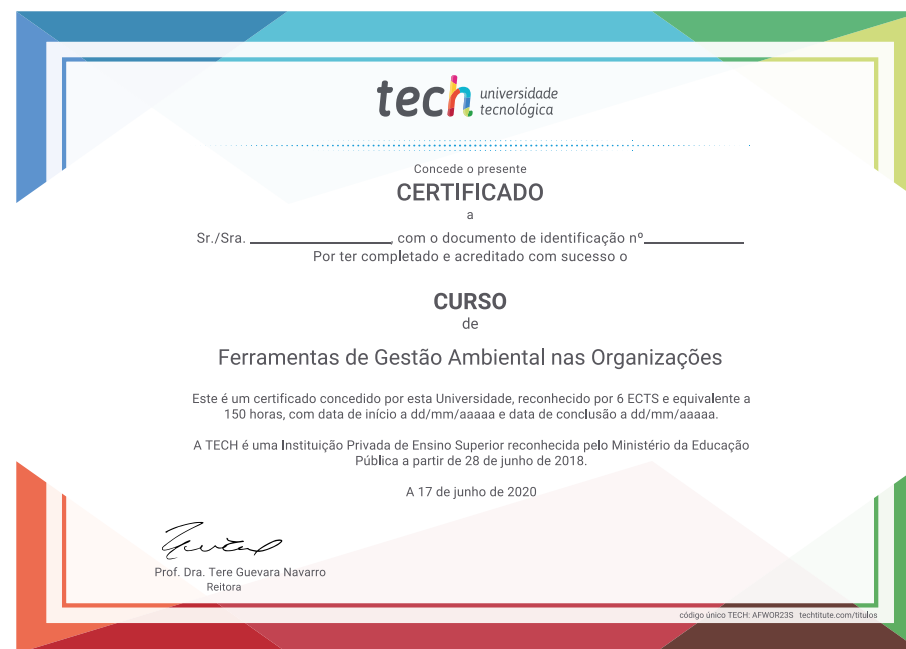 tech universidade
tecnológica
Concede o presente
CERTIFICADO
a
Sr./Sra. ____________________, com o documento de identificação nº______________
Por ter completado e acreditado com sucesso o
CURSO
de
Ferramentas de Gestão Ambiental nas Organizações
Este é um certificado concedido por esta Universidade, reconhecido por 6 ECTS e equivalente a
150 horas, com data de início a dd/mm/aaaaa e data de conclusão a dd/mm/aaaaa.
A TECH é uma Instituição Privada de Ensino Superior reconhecida pelo Ministério da Educação
Pública a partir de 28 de junho de 2018.
A 17 de junho de 2020
Prof. Dra. Tere Guevara Navarro
Reitora
código único TECH: AFWOR23S techtitute.com/titulos